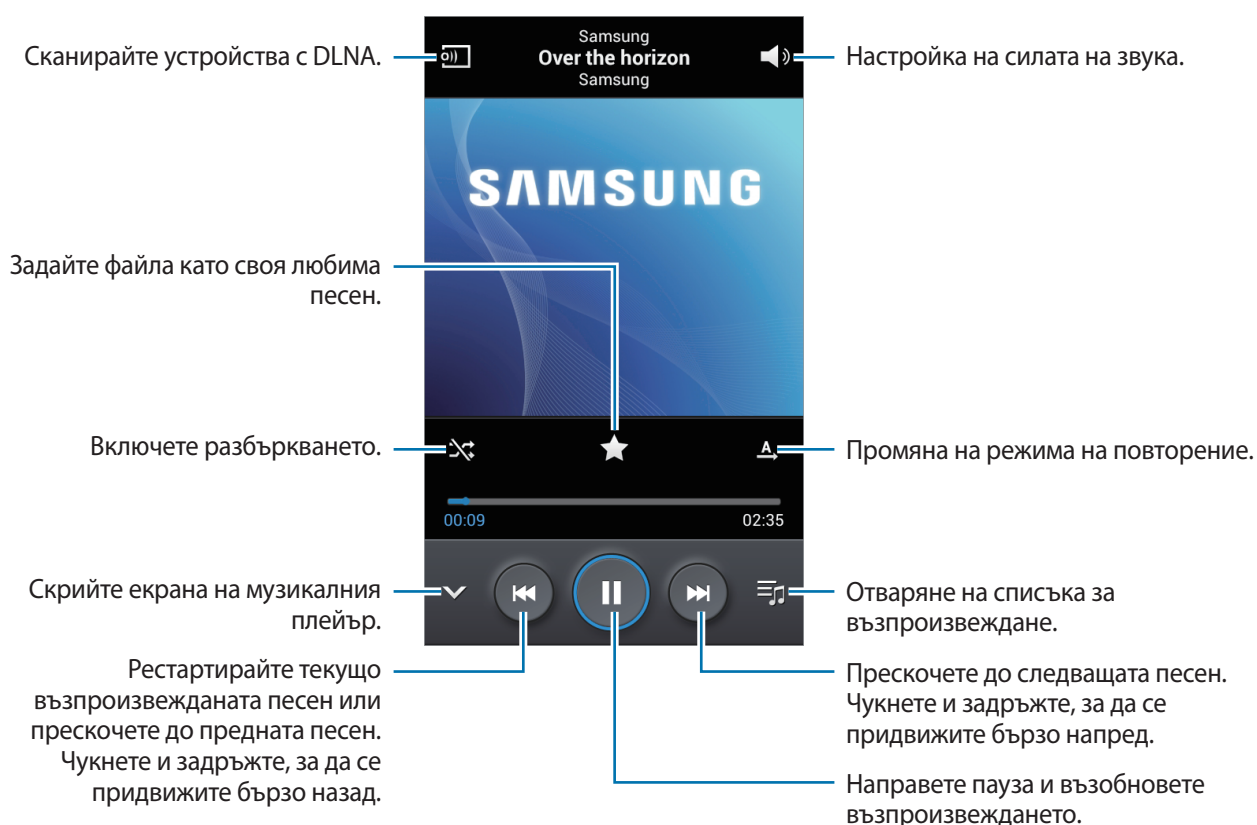 Сканирайте устройства с DLNA.
Samsung
Over the horizon
Samsung
Настройка на силата на звука.
SAMSUNG
Задайте файла като своя любима
песен.
Включете разбъркването.
A
Промяна на режима на повторение.
00:09
02:35
Скрийте екрана на музикалния
плейър.
Отваряне на списъка за
възпроизвеждане.
Рестартирайте текущо
възпроизвежданата песен или
прескочете до предната песен.
Чукнете и задръжте, за да се
придвижите бързо назад.
Прескочете до следващата песен.
Чукнете и задръжте, за да се
придвижите бързо напред.
Направете пауза и възобновете
възпроизвеждането.